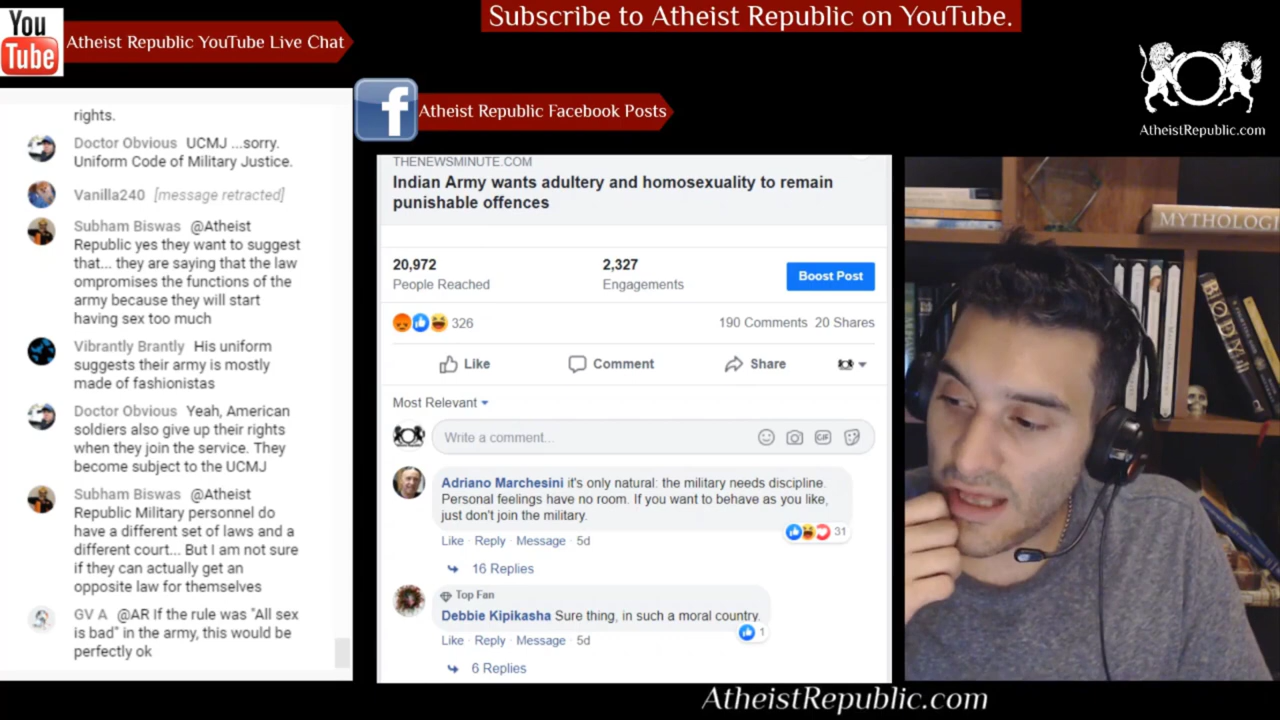 Subscribe to Atheist Republic on YouTube.
You
Tube
Atheist Republic YouTube Live Chat
AtheistRepublic.com
f
Atheist Republic Facebook Posts
rights.
Doctor Obvious UCMJ ...sorry.
Uniform Code of Military Justice.
Vanilla240 [message retracted]
Subham Biswas @Atheist
Republic yes they want to suggest
that... they are saying that the law
ompromises the functions of the
army because they will start
having sex too much
Vibrantly Brantly His uniform
suggests their army is mostly
made of fashionistas
Doctor Obvious Yeah, American
soldiers also give up their rights
when they join the service. They
become subject to the UCMJ
Subham Biswas @Atheist
Republic Military personnel do
have a different set of laws and a
different court... But I am not sure
if they can actually get an
opposite law for themselves
GV A @AR If the rule was "All sex
is bad" in the army, this would be
perfectly ok
THENEWSMINUTE.COM
Indian Army wants adultery and homosexuality to remain
punishable offences
20,972
People Reached
2,327
Engagements
Boost Post
326
190 Comments 20 Shares
Like
Comment
Share
Most Relevant
Write a comment...
GIF
Adriano Marchesini it's only natural: the military needs discipline.
Personal feelings have no room. If you want to behave as you like,
just don't join the military.
31
Like · Reply · Message · 5d
16 Replies
Top Fan
Debbie Kipikasha Sure thing, in such a moral country.
1
Like · Reply · Message · 5d
6 Replies
MYTHOLOGI
AtheistRepublic.com